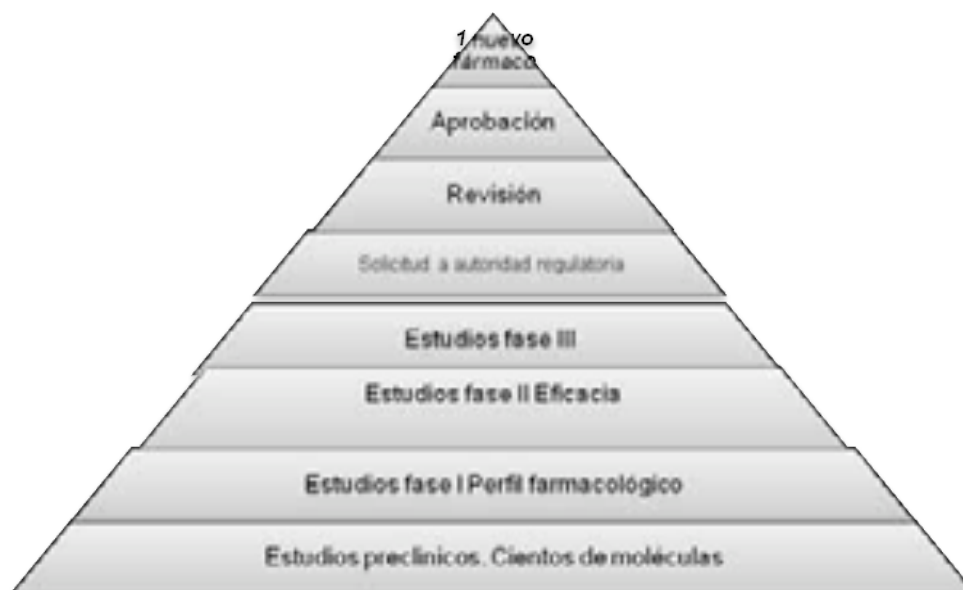 1 nuevo
fármaco
Aprobación
Revisión
Solicitud a autoridad regulatoria
Estudios fase III
Estudios fase II Eficacia
Estudios fase I Perfil farmacológico
Estudios preclínicos. Cientos de moléculas